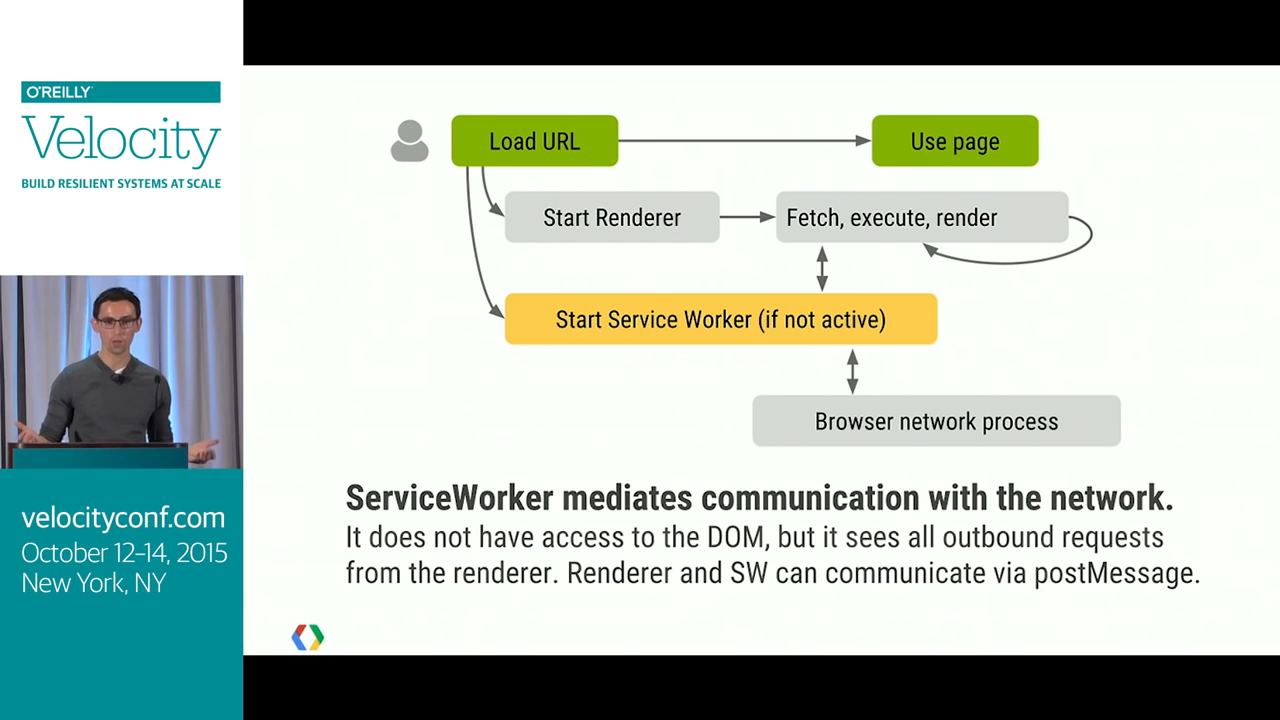 O'REILLY
Velocity
BUILD RESILIENT SYSTEMS AT SCALE
velocityconf.com
October 12–14, 2015
New York, NY
Load URL
Use page
Start Renderer
Fetch, execute, render
Start Service Worker (if not active)
Browser network process
ServiceWorker mediates communication with the network.
It does not have access to the DOM, but it sees all outbound requests
from the renderer. Renderer and SW can communicate via postMessage.